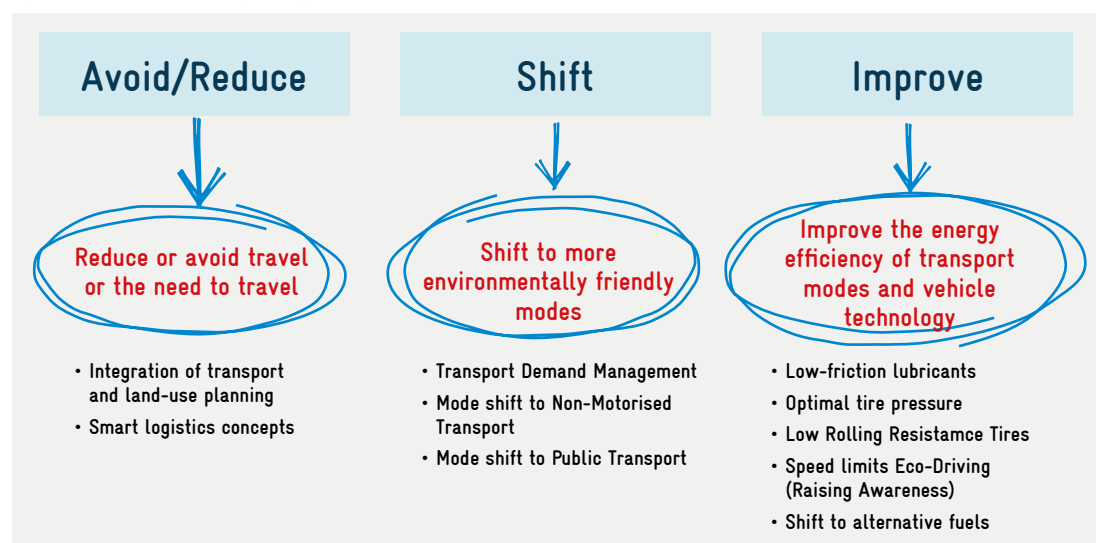 Avoid/Reduce
Reduce or avoid travel
or the need to travel
• Integration of transport
and land-use planning
• Smart logistics concepts
Shift
Shift to more
environmentally friendly
modes
• Transport Demand Management
• Mode shift to Non-Motorised
Transport
• Mode shift to Public Transport
Improve
Improve the energy
efficiency of transport
modes and vehicle
technology
• Low-friction lubricants
• Optimal tire pressure
• Low Rolling Resistamce Tires
• Speed limits Eco-Driving
(Raising Awareness)
• Shift to alternative fuels